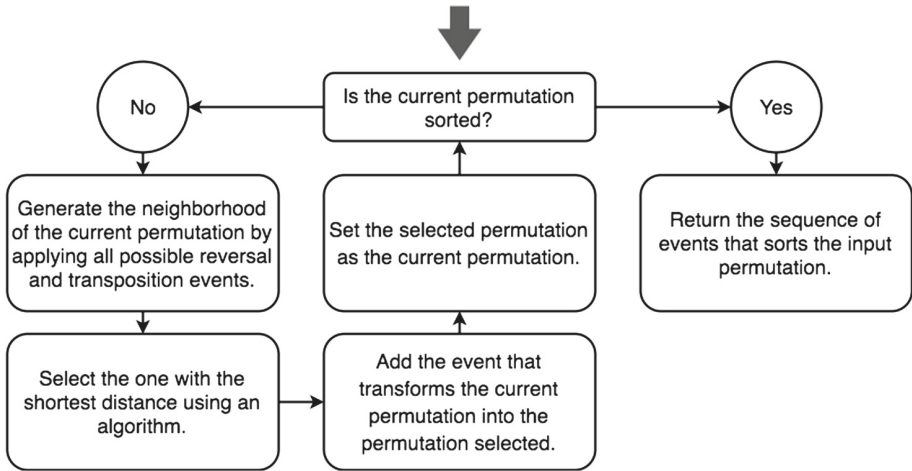 Is the current permutation
sorted?
No
Yes
Generate the neighborhood
of the current permutation by
applying all possible reversal
and transposition events.
Set the selected permutation
as the current permutation.
Return the sequence of
events that sorts the input
permutation.
Select the one with the
shortest distance using an
algorithm.
Add the event that
transforms the current
permutation into the
permutation selected.